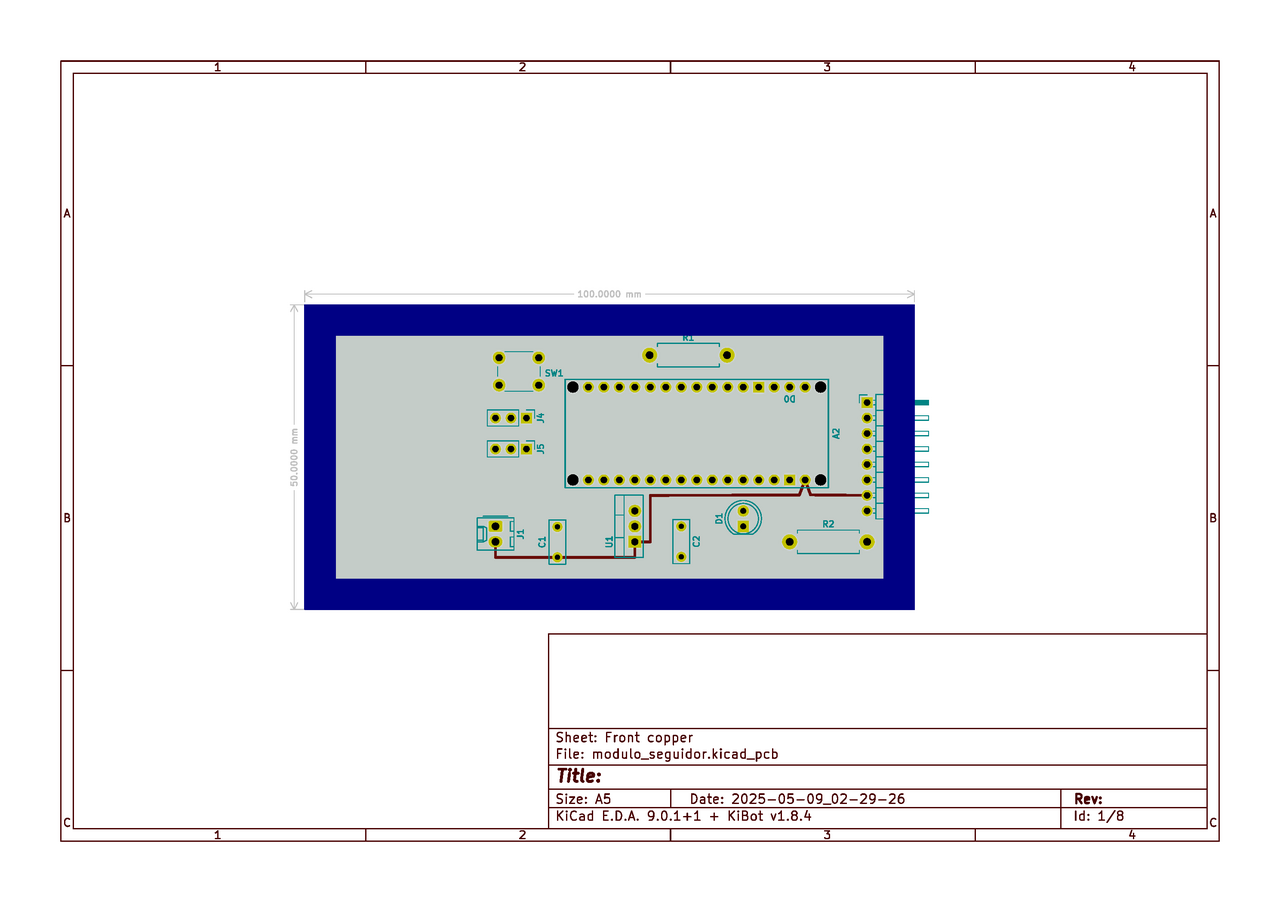 1 2 3 4
A A
100.0000 mm
R1
SW1
D0
J4
A2
50.0000 mm
J5
B B
D1
R2
J1
C1
U1
C2
Sheet: Front copper
File: modulo_seguidor.kicad_pcb
Title:
Size: A5 Date: 2025-05-09_02-29-26 Rev:
KiCad E.D.A. 9.0.1+1 + KiBot v1.8.4 Id: 1/8
C C
1 2 3 4